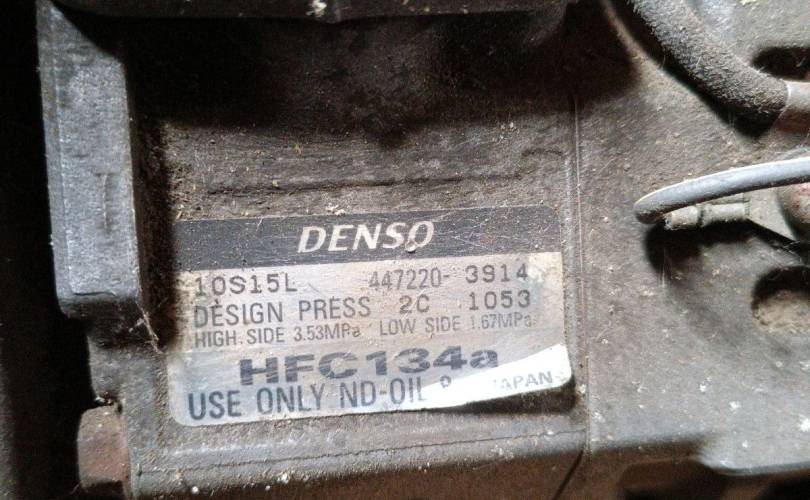 DENSO
10S15L 447220-3914
DESIGN PRESS 2C 1053
HIGH SIDE 3.53MPa LOW SIDE 1.67MPa
HFC134a
USE ONLY ND-OIL JAPAN